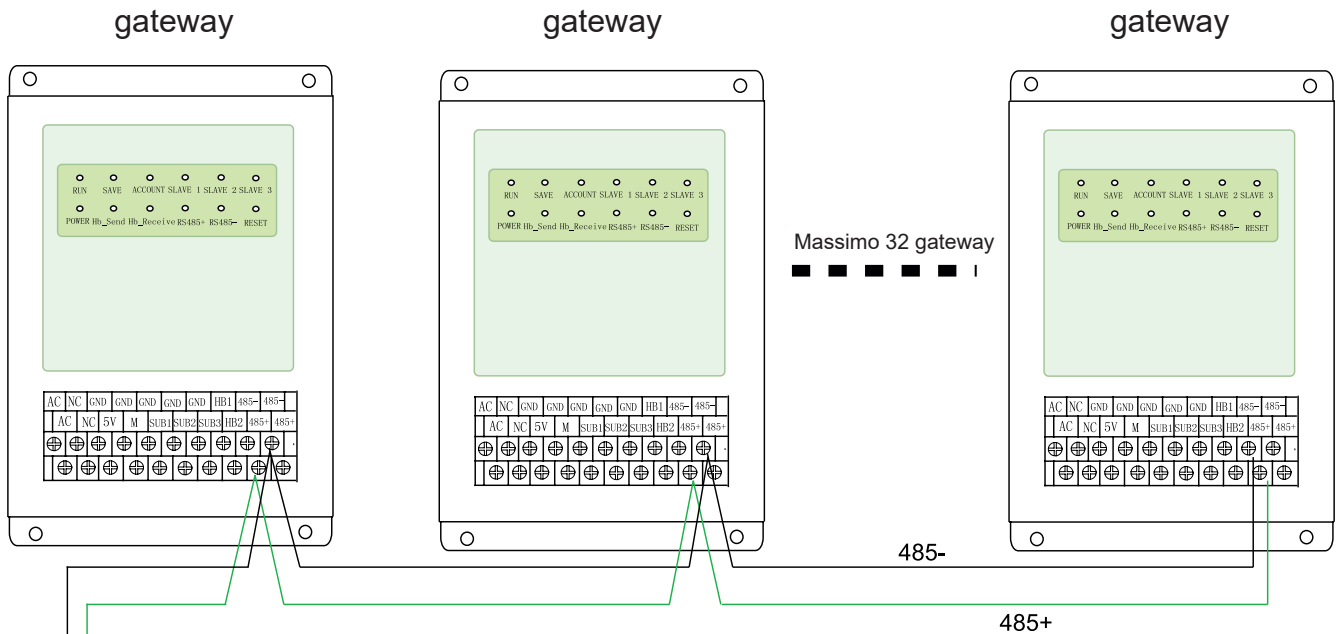 gateway
gateway
gateway
RUN SAVE ACCOUNT SLAVE 1 SLAVE 2 SLAVE 3
POWER Hb_Send Hb_Receive RS485+ RS485- RESET
RUN SAVE ACCOUNT SLAVE 1 SLAVE 2 SLAVE 3
POWER Hb_Send Hb_Receive RS485+ RS485- RESET
RUN SAVE ACCOUNT SLAVE 1 SLAVE 2 SLAVE 3
POWER Hb_Send Hb_Receive RS485+ RS485- RESET
Massimo 32 gateway
AC NC GND GND GND GND GND HB1 485- 485-
AC NC 5V M SUB1 SUB2 SUB3 HB2 485+ 485+
AC NC GND GND GND GND GND HB1 485- 485-
AC NC 5V M SUB1 SUB2 SUB3 HB2 485+ 485+
AC NC GND GND GND GND GND HB1 485- 485-
AC NC 5V M SUB1 SUB2 SUB3 HB2 485+ 485+
485-
485+